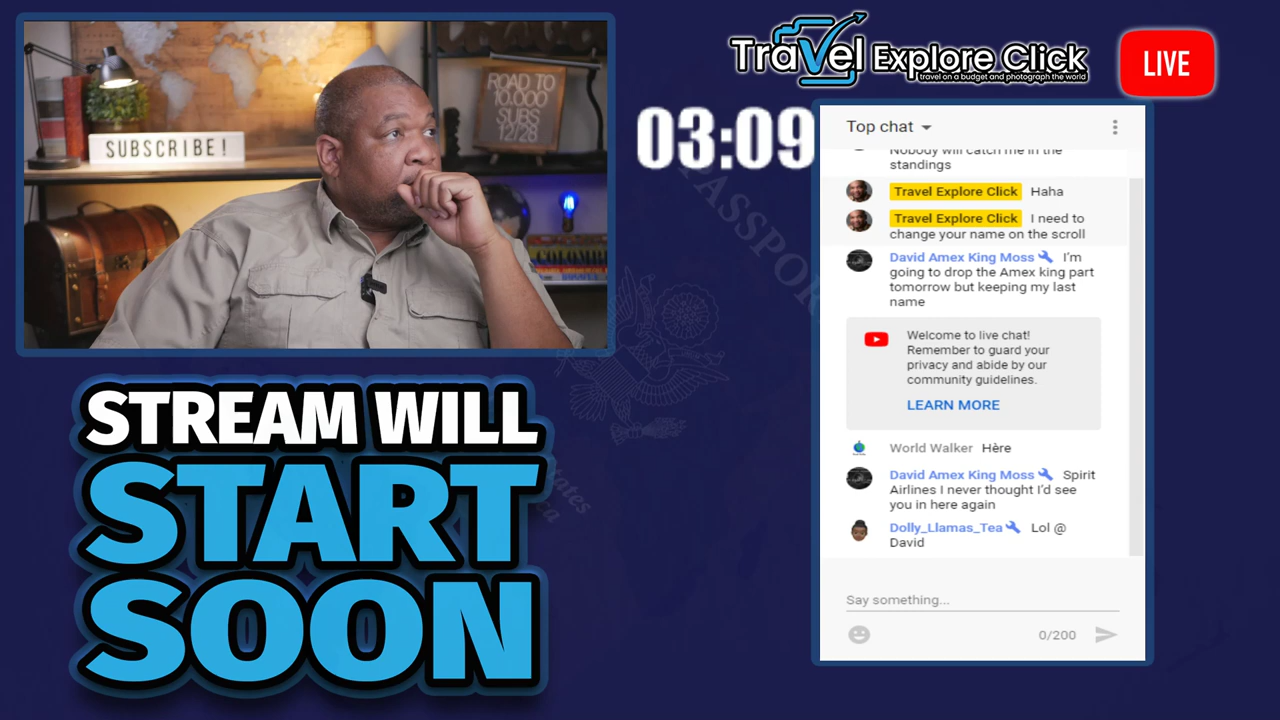 Travel Explore Click
travel on a budget and photograph the world
LIVE
ROAD TO
10.000
SUBS
12/28
SUBSCRIBE!
03:09
PASSPOR
Top chat
Nobody will catch me in the
standings
Travel Explore Click Haha
Travel Explore Click I need to
change your name on the scroll
David Amex King Moss I'm
going to drop the Amex king part
tomorrow but keeping my last
name
Welcome to live chat!
Remember to guard your
privacy and abide by our
community guidelines.
LEARN MORE
World Walker Hère
David Amex King Moss Spirit
Airlines I never thought I'd see
you in here again
Dolly_Llamas_Tea Lol @
David
Say something...
0/200
STREAM WILL
START
SOON